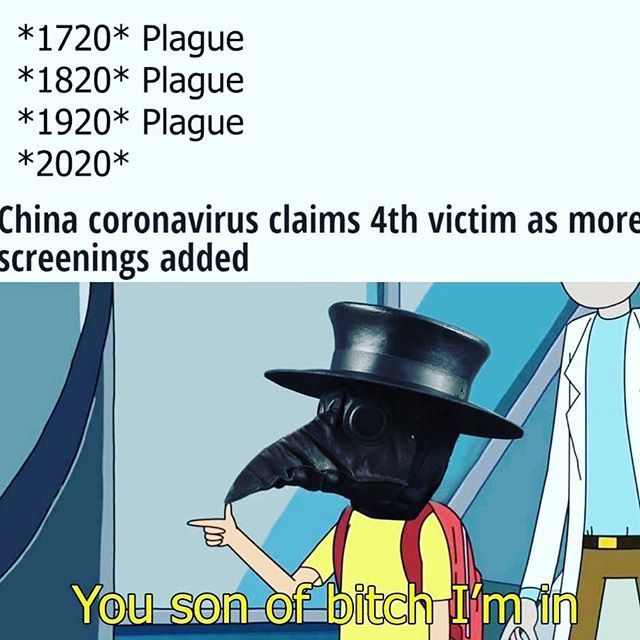 *1720* Plague
*1820* Plague
*1920* Plague
*2020*
China coronavirus claims 4th victim as more
screenings added
You son of bitch I'm in